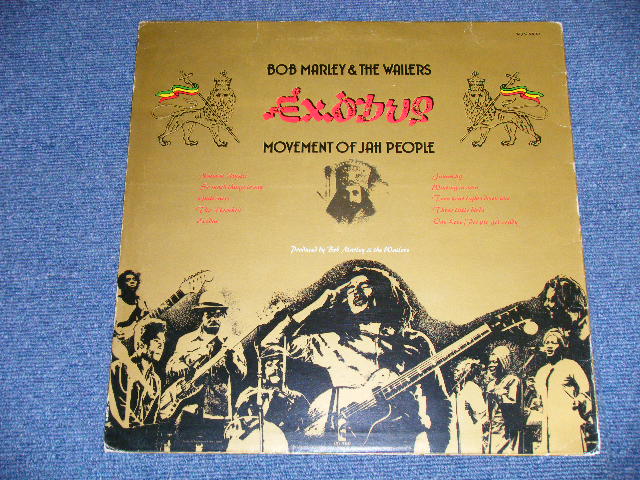 BOB MARLEY & THE WAILERS
Exodus
MOVEMENT OF JAH PEOPLE
Natural Mystic
So much things to say
Guiltiness
The Heathen
Exodus
Jamming
Waiting in vain
Turn your lights down low
Three little birds
One Love / People get ready
Produced by Bob Marley & the Wailers